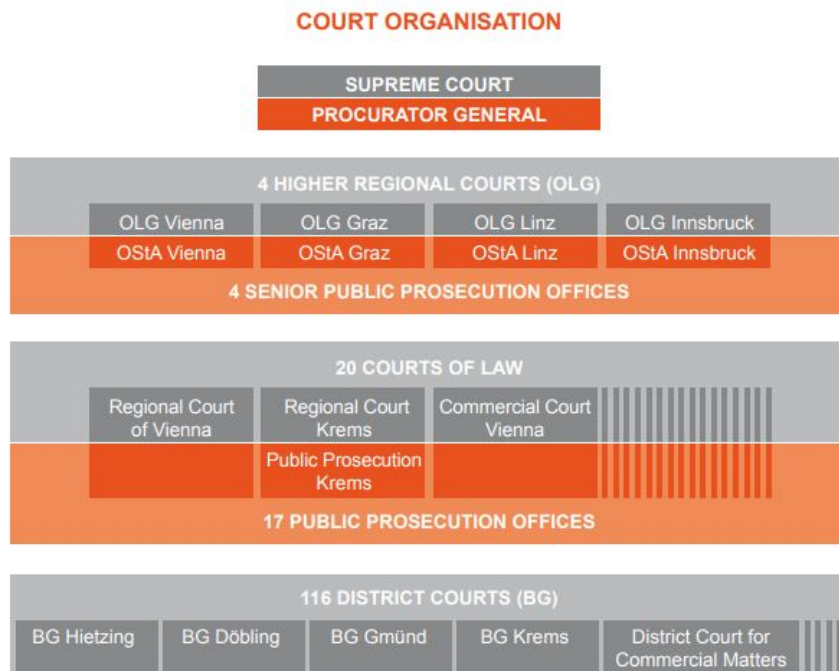 COURT ORGANISATION
SUPREME COURT
PROCURATOR GENERAL
4 HIGHER REGIONAL COURTS (OLG)
OLG Vienna OLG Graz OLG Linz OLG Innsbruck
OStA Vienna OStA Graz OStA Linz OStA Innsbruck
4 SENIOR PUBLIC PROSECUTION OFFICES
20 COURTS OF LAW
Regional Court Regional Court Commercial Court
of Vienna Krems Vienna
Public Prosecution
Krems
17 PUBLIC PROSECUTION OFFICES
116 DISTRICT COURTS (BG)
BG Hietzing BG Döbling BG Gmünd BG Krems District Court for
Commercial Matters